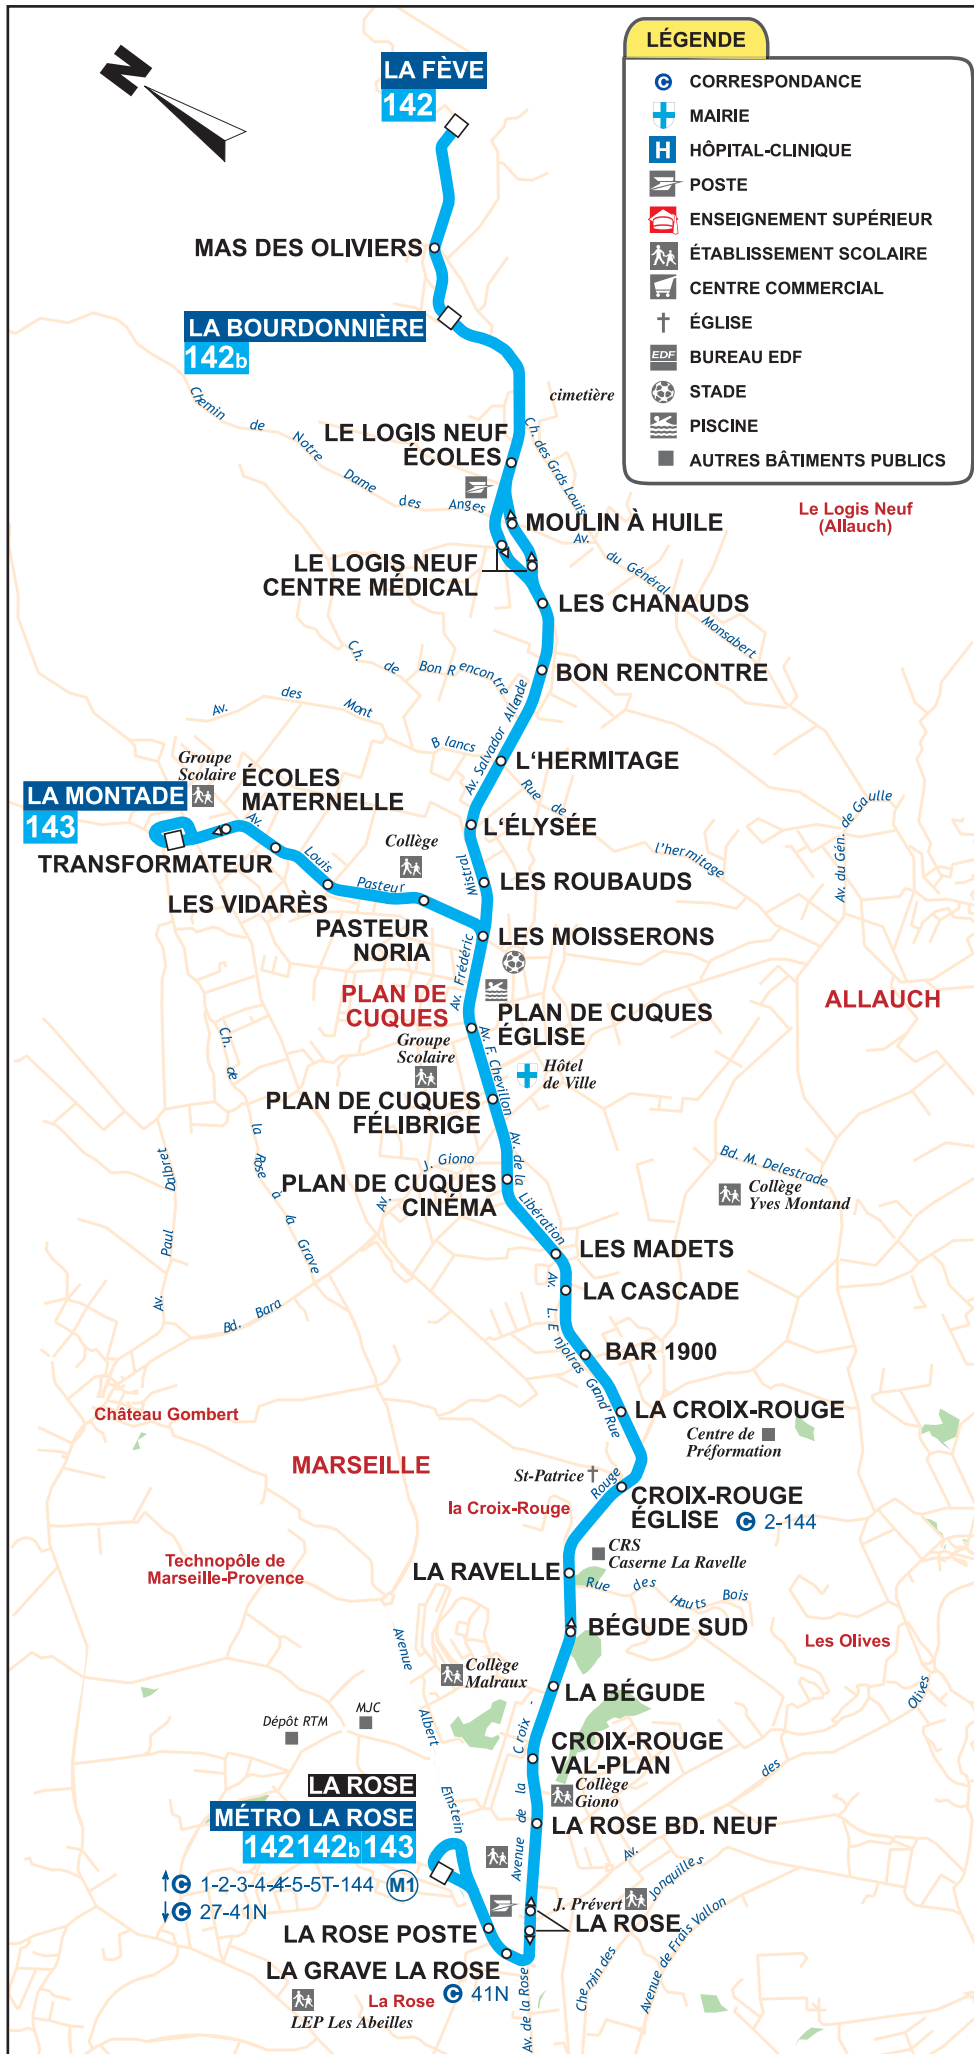 N
LA FÈVE
142
LÉGENDE
CORRESPONDANCE
MAIRIE
H HÔPITAL-CLINIQUE
POSTE
ENSEIGNEMENT SUPÉRIEUR
ÉTABLISSEMENT SCOLAIRE
CENTRE COMMERCIAL
ÉGLISE
EDF BUREAU EDF
STADE
PISCINE
AUTRES BÂTIMENTS PUBLICS
MAS DES OLIVIERS
LA BOURDONNIÈRE
142b
cimetière
Chemin de Notre Dame des Anges
Ch. des Grds Louis
LE LOGIS NEUF
ÉCOLES
MOULIN À HUILE
Le Logis Neuf
(Allauch)
Av. du Général Monsabert
LE LOGIS NEUF
CENTRE MÉDICAL
LES CHANAUDS
Ch. de Bon Rencontre
BON RENCONTRE
Av. des Mont Blancs
Av. Salvador Allende
L'HERMITAGE
Rue de l'hermitage
Groupe
Scolaire
ÉCOLES
MATERNELLE
LA MONTADE
143
TRANSFORMATEUR
Av. Louis Pasteur
Collège
L'ÉLYSÉE
Av. du Gén. de Gaulle
LES VIDARÈS
LES ROUBAUDS
PASTEUR
NORIA
Av. Frédéric Mistral
LES MOISSERONS
PLAN DE
CUQUES
ALLAUCH
PLAN DE CUQUES
ÉGLISE
Groupe
Scolaire
Av. F. Chevillon
Hôtel
de Ville
Ch. de la Rose à la Grave
PLAN DE CUQUES
FÉLIBRIGE
Av. J. Giono
Av. de la Libération
PLAN DE CUQUES
CINÉMA
Bd. M. Delestrade
Collège
Yves Montand
Av. Paul Dalbret
Bd. Bara
LES MADETS
LA CASCADE
Av. L. Enjolras
BAR 1900
Grand' Rue
LA CROIX-ROUGE
Centre de
Préformation
Château Gombert
MARSEILLE
St-Patrice
la Croix-Rouge
CROIX-ROUGE
ÉGLISE C 2-144
Technopôle de
Marseille-Provence
CRS
Caserne La Ravelle
LA RAVELLE
Rue des Hauts Bois
BÉGUDE SUD
Les Olives
Avenue Albert Einstein
Collège
Malraux
LA BÉGUDE
MJC
Dépôt RTM
CROIX-ROUGE
VAL-PLAN
Avenue de la Croix - Rouge
Collège
Giono
LA ROSE
MÉTRO LA ROSE
142 142b 143
LA ROSE BD. NEUF
Av. des Olives
C 1-2-3-4-4-5-5T-144 M1
C 27-41N
J. Prévert
LA ROSE
Chemin des Jonquilles
Avenue de Frais Vallon
LA ROSE POSTE
LA GRAVE LA ROSE
C 41N
La Rose
LEP Les Abeilles
Av. de la Rose